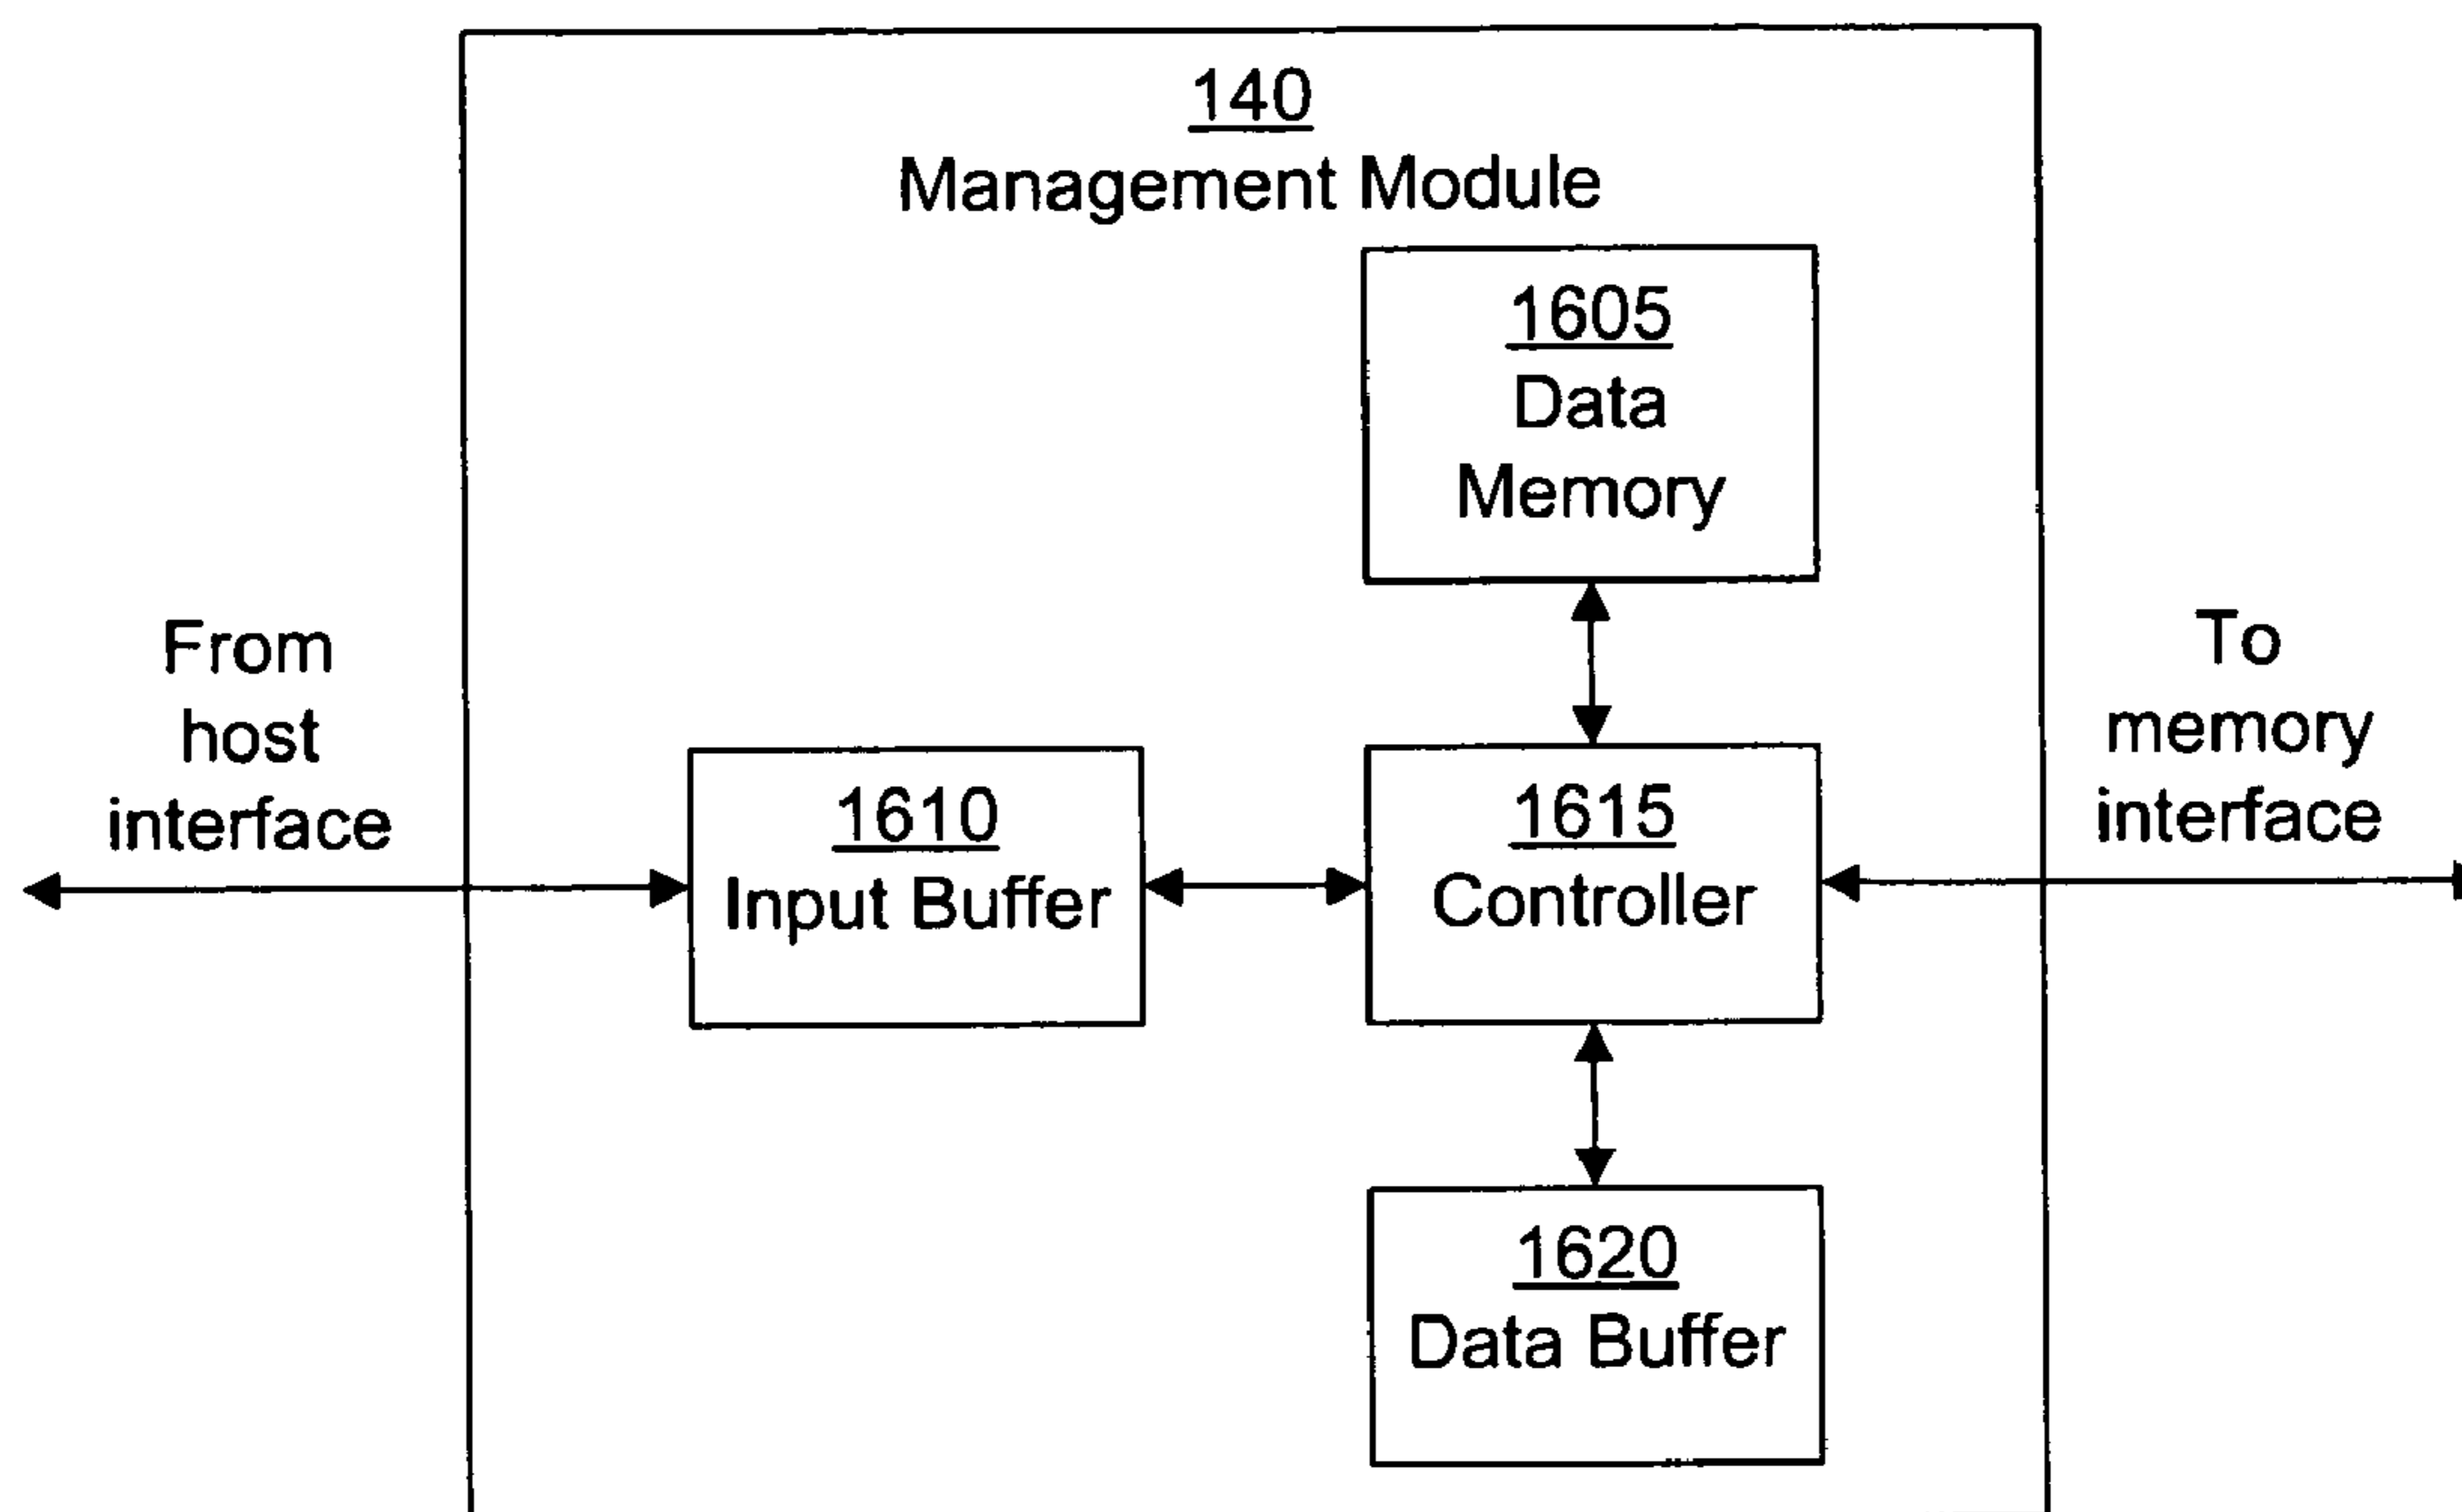 140
Management Module
1605
Data
Memory
From
host
interface
To
memory
interface
1610
Input Buffer
1615
Controller
1620
Data Buffer